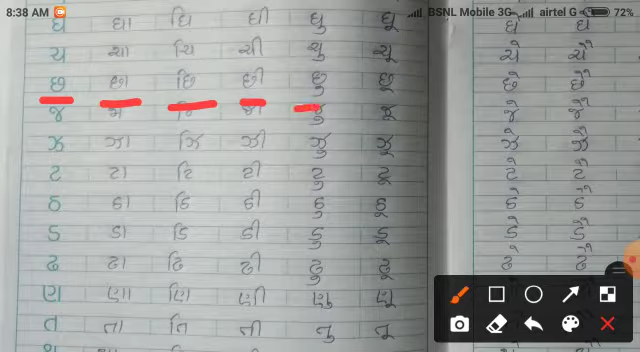 8:38 AM BSNL Mobile 3G airtel G 72%
ઘ ઘા ઘિ ઘી ઘુ ઘૂ ઘે ઘૈ
ચ ચા ચિ ચી ચુ ચૂ ચે ચૈ
છ છા છિ છી છુ છૂ છે છૈ
જ જુ જૂ જે જૈ
ઝ ઝા ઝિ ઝી ઝુ ઝૂ ઝે ઝૈ
ટ ટા ટિ ટી ટુ ટૂ ટે ટૈ
ઠ ઠા ઠિ ઠી ઠુ ઠૂ ઠે ઠૈ
ડ ડા ડિ ડી ડુ ડૂ ડે ડૈ
ઢ ઢા ઢિ ઢી ઢુ ઢૂ ઢે
ણ ણા ણિ ણી ણુ ણૂ
ત તા તિ તી તુ તૂ